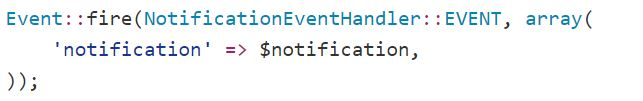 Event::fire(NotificationEventHandler::EVENT, array(
    'notification' => $notification,
));